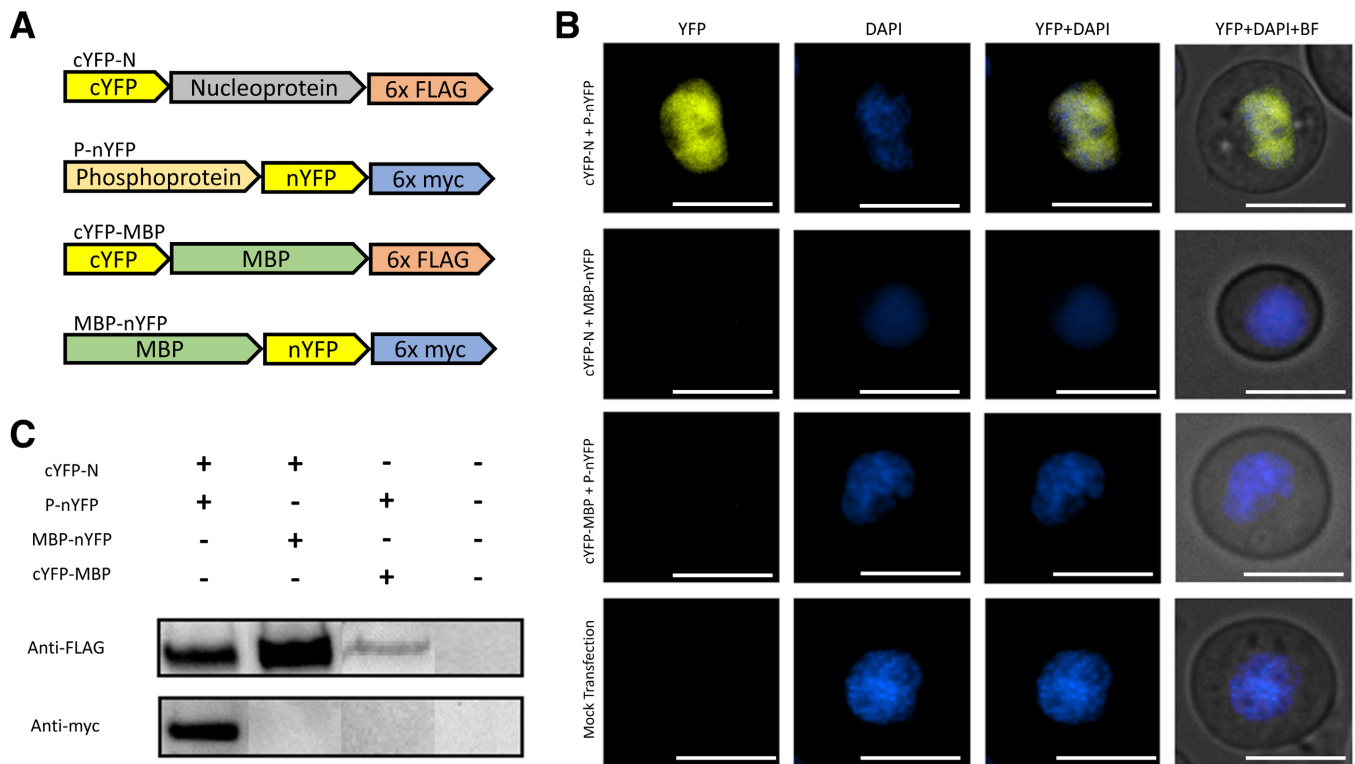 A
cYFP-N
cYFP Nucleoprotein 6x FLAG
P-nYFP
Phosphoprotein nYFP 6x myc
cYFP-MBP
cYFP MBP 6x FLAG
MBP-nYFP
MBP nYFP 6x myc
B
YFP DAPI YFP+DAPI YFP+DAPI+BF
cYFP-N + P-nYFP
cYFP-N + MBP-nYFP
cYFP-MBP + P-nYFP
Mock Transfection
C
cYFP-N + + - -
P-nYFP + - + -
MBP-nYFP - + - -
cYFP-MBP - - + -
Anti-FLAG
Anti-myc